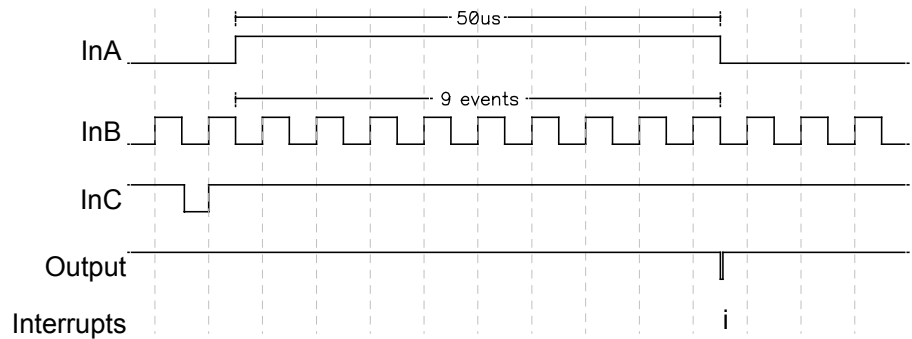 50us
InA
9 events
InB
InC
Output
i
Interrupts